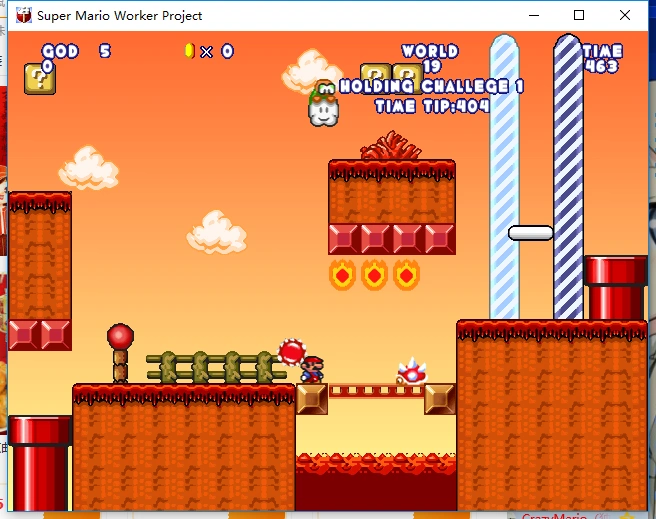 Super Mario Worker Project
GOD 5
0
× 0
WORLD
19
TIME
463
?
? ?
HOLDING CHALLEGE 1
TIME TIP:404
CrazyMario